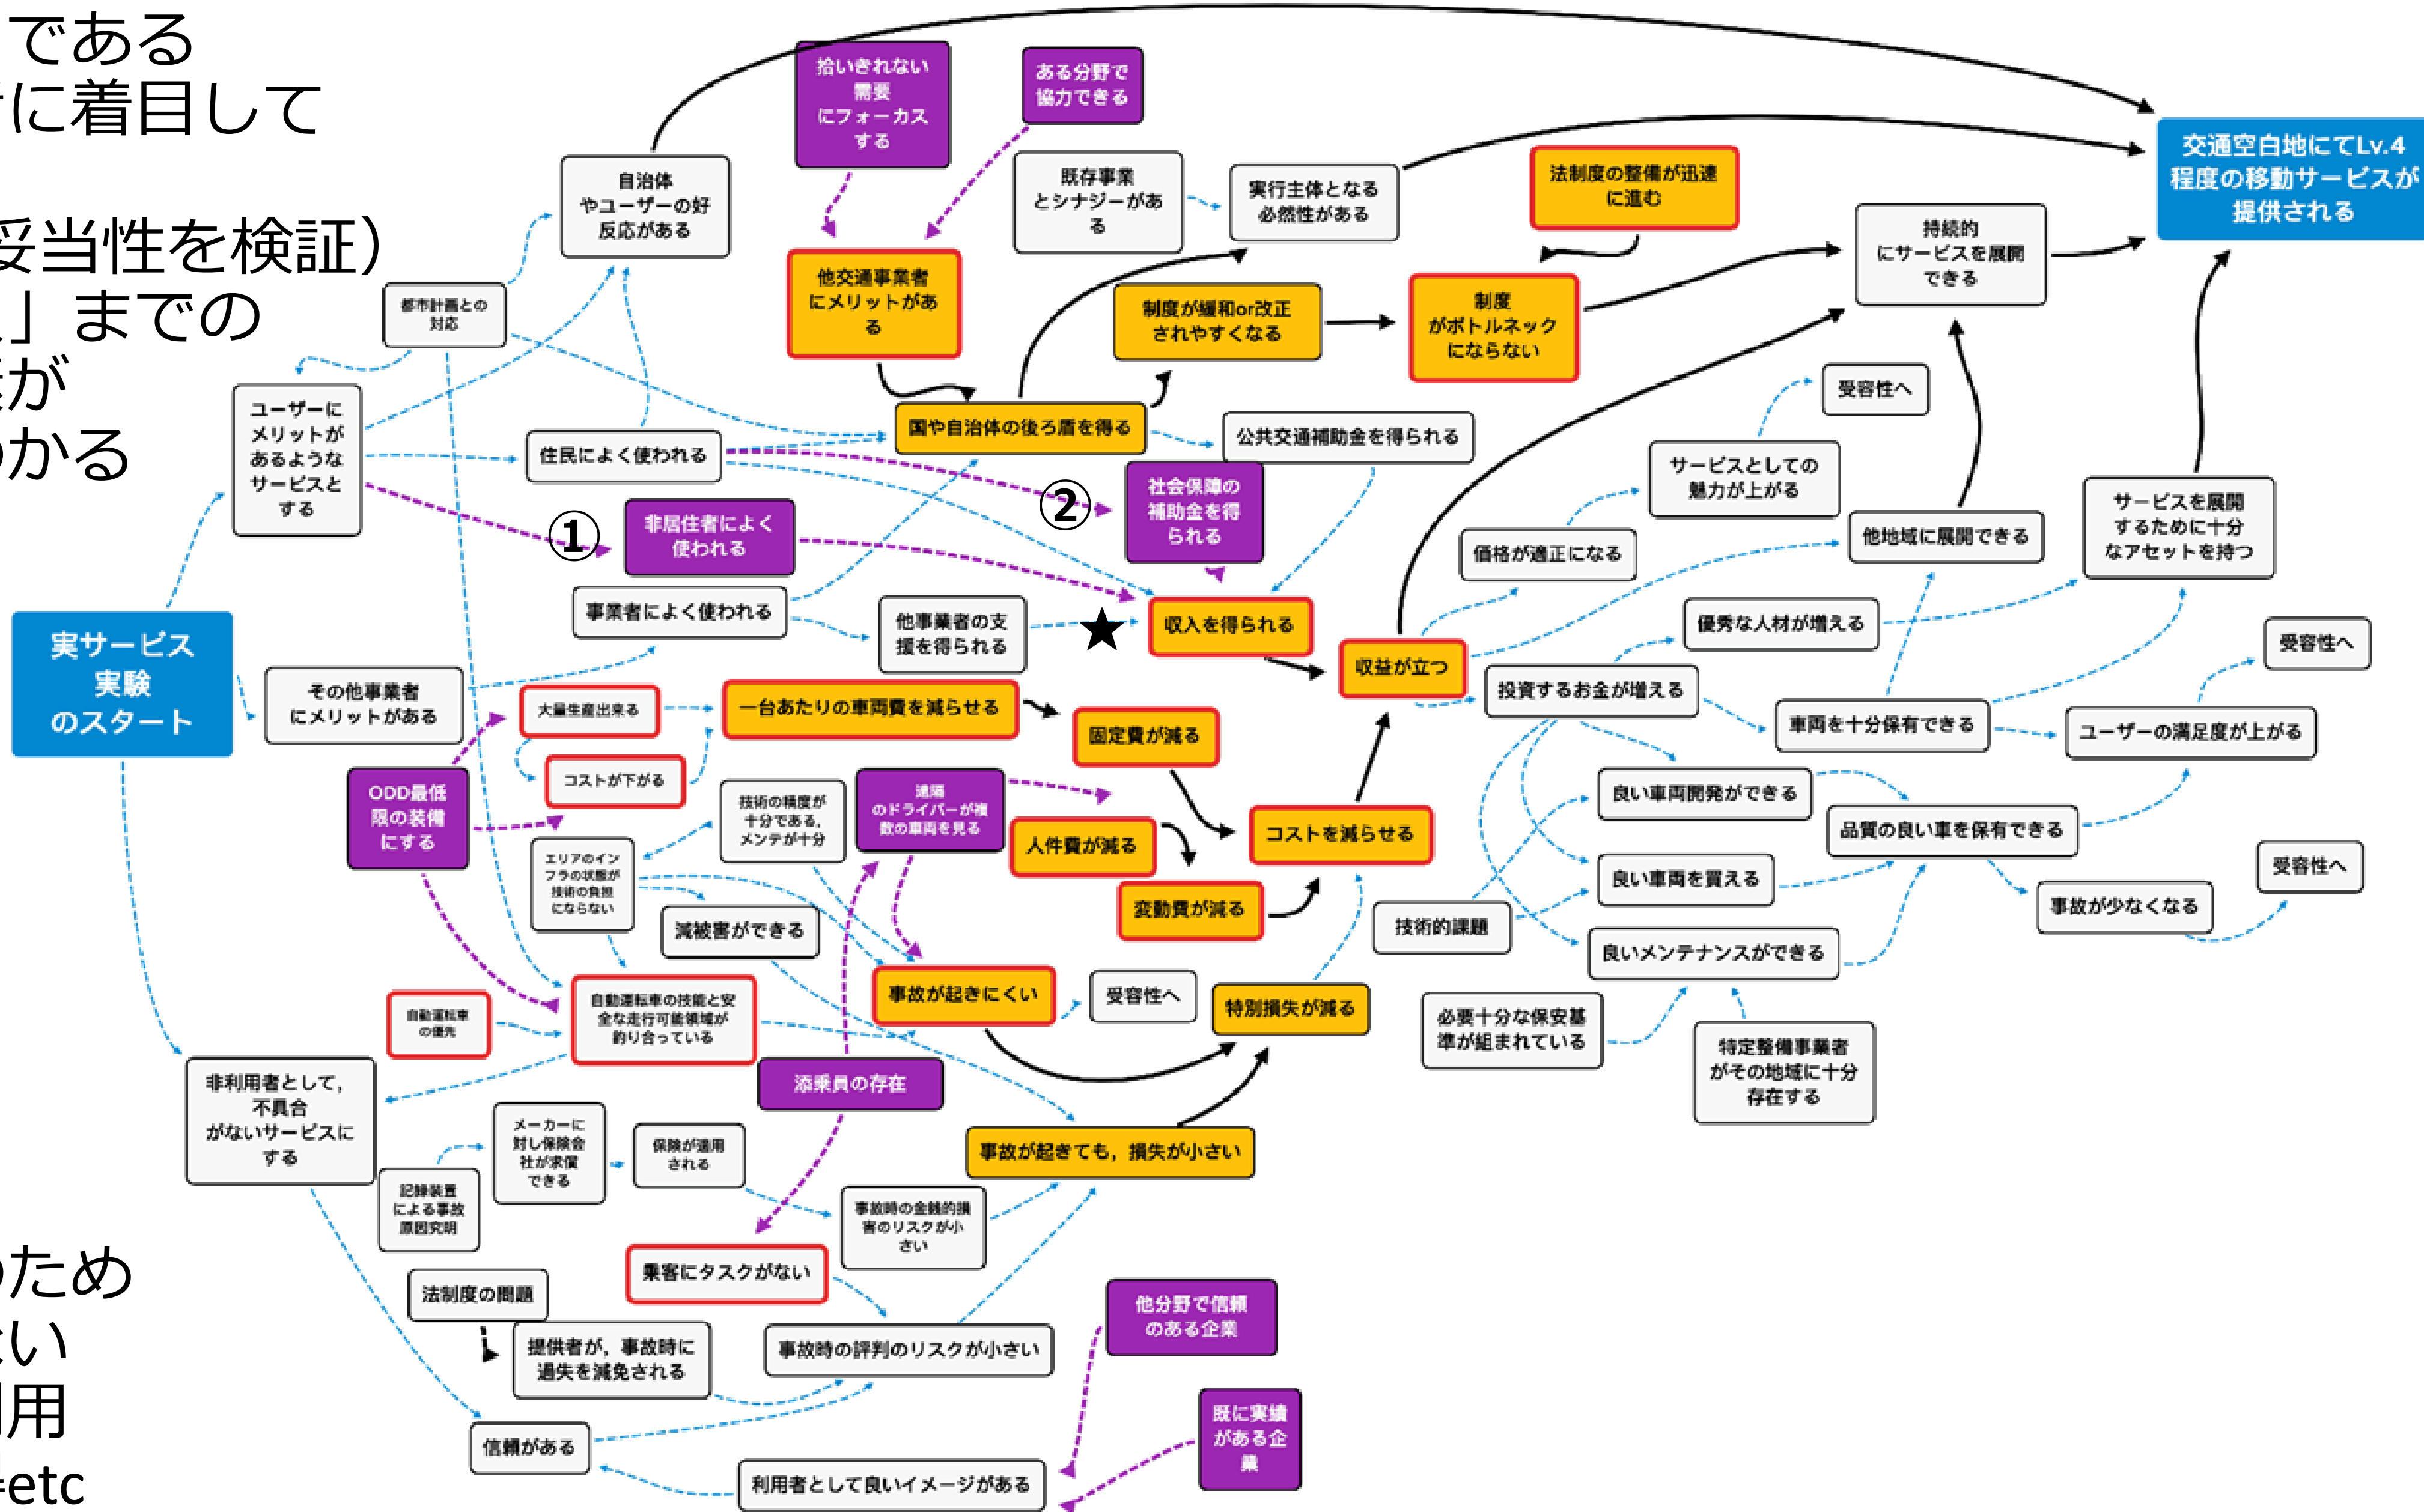 である
に着目して
妥当性を検証）
」までの
が
かる
拾いきれない
需要
にフォーカス
する
ある分野で
協力できる
自治体
やユーザーの好
反応がある
既存事業
とシナジーがあ
る
実行主体となる
必然性がある
法制度の整備が迅速
に進む
交通空白地にてLv.4
程度の移動サービスが
提供される
持続的
にサービスを展開
できる
他交通事業者
にメリットがあ
る
都市計画との
対応
制度が緩和or改正
されやすくなる
制度
がボトルネック
にならない
ユーザーに
メリットが
あるような
サービスと
する
国や自治体の後ろ盾を得る
公共交通補助金を得られる
受容性へ
住民によく使われる
サービスとしての
魅力が上がる
①
②
非居住者によく
使われる
社会保障の
補助金を得
られる
価格が適正になる
他地域に展開できる
サービスを展開
するために十分
なアセットを持つ
事業者によく使われる
他事業者の支
援を得られる
★
収入を得られる
優秀な人材が増える
受容性へ
実サービス
実験
のスタート
その他事業者
にメリットがある
収益が立つ
投資するお金が増える
大量生産出来る
一台あたりの車両費を減らせる
固定費が減る
車両を十分保有できる
ユーザーの満足度が上がる
コストが下がる
ODD最低
限の装備
にする
技術の精度が
十分である,
メンテが十分
遠隔
のドライバーが複
数の車両を見る
人件費が減る
コストを減らせる
良い車両開発ができる
品質の良い車を保有できる
エリアのイン
フラの状態が
技術の負担
にならない
減被害ができる
変動費が減る
技術的課題
良い車両を買える
受容性へ
事故が少なくなる
良いメンテナンスができる
自動運転車
の優先
自動運転車の技能と安
全な走行可能領域が
釣り合っている
事故が起きにくい
受容性へ
特別損失が減る
必要十分な保安基
準が組まれている
特定整備事業者
がその地域に十分
存在する
非利用者として,
不具合
がないサービスに
する
添乗員の存在
メーカーに
対し保険会
社が求償
できる
保険が適用
される
事故が起きても，損失が小さい
記録装置
による事故
原因究明
事故時の金銭的損
害のリスクが小
さい
乗客にタスクがない
法制度の問題
他分野で信頼
のある企業
提供者が，事故時に
過失を減免される
事故時の評判のリスクが小さい
既に実績
がある企
業
信頼がある
利用者として良いイメージがある
ため
い
用
etc